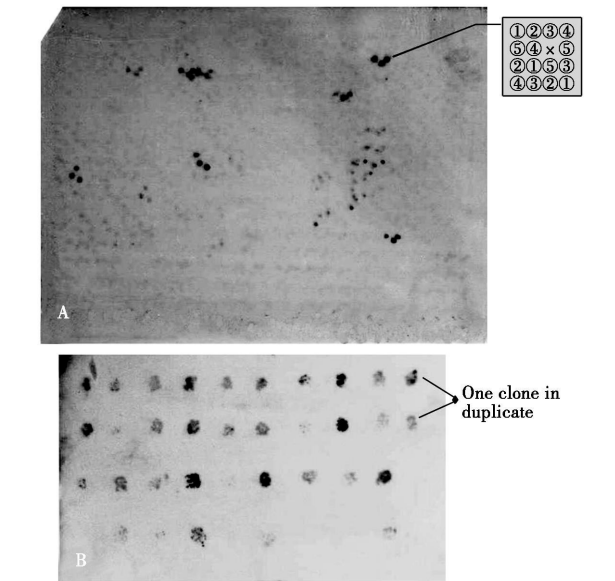 ①②③④
⑤④×⑤
②①⑤③
④③②①
A
One clone in
duplicate
B